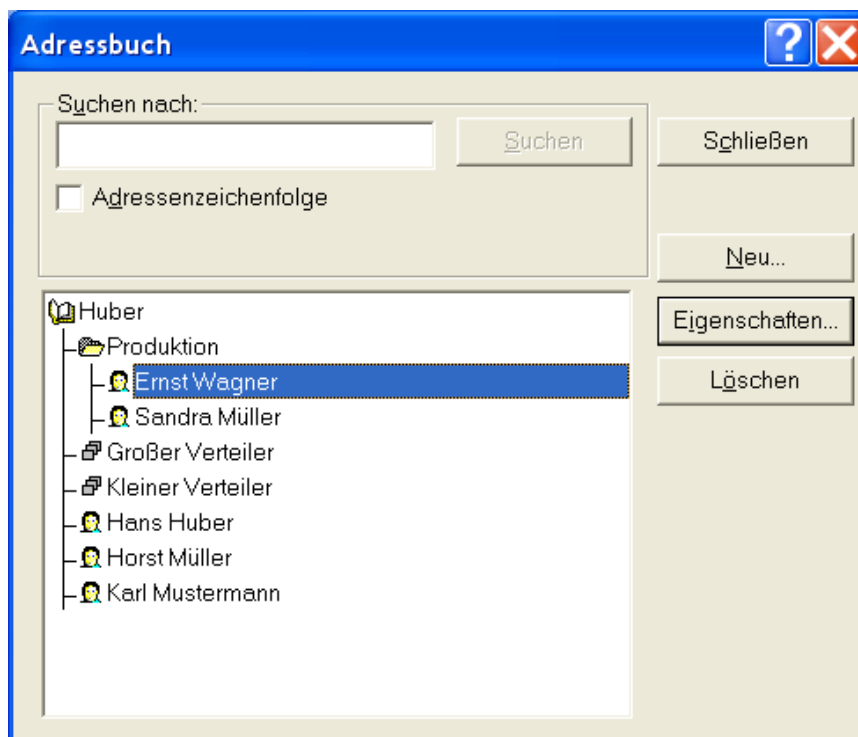 Adressbuch
Suchen nach:
Suchen
Schließen
Adressenzeichenfolge
Neu...
Huber
Eigenschaften...
Produktion
Ernst Wagner
Löschen
Sandra Müller
Großer Verteiler
Kleiner Verteiler
Hans Huber
Horst Müller
Karl Mustermann